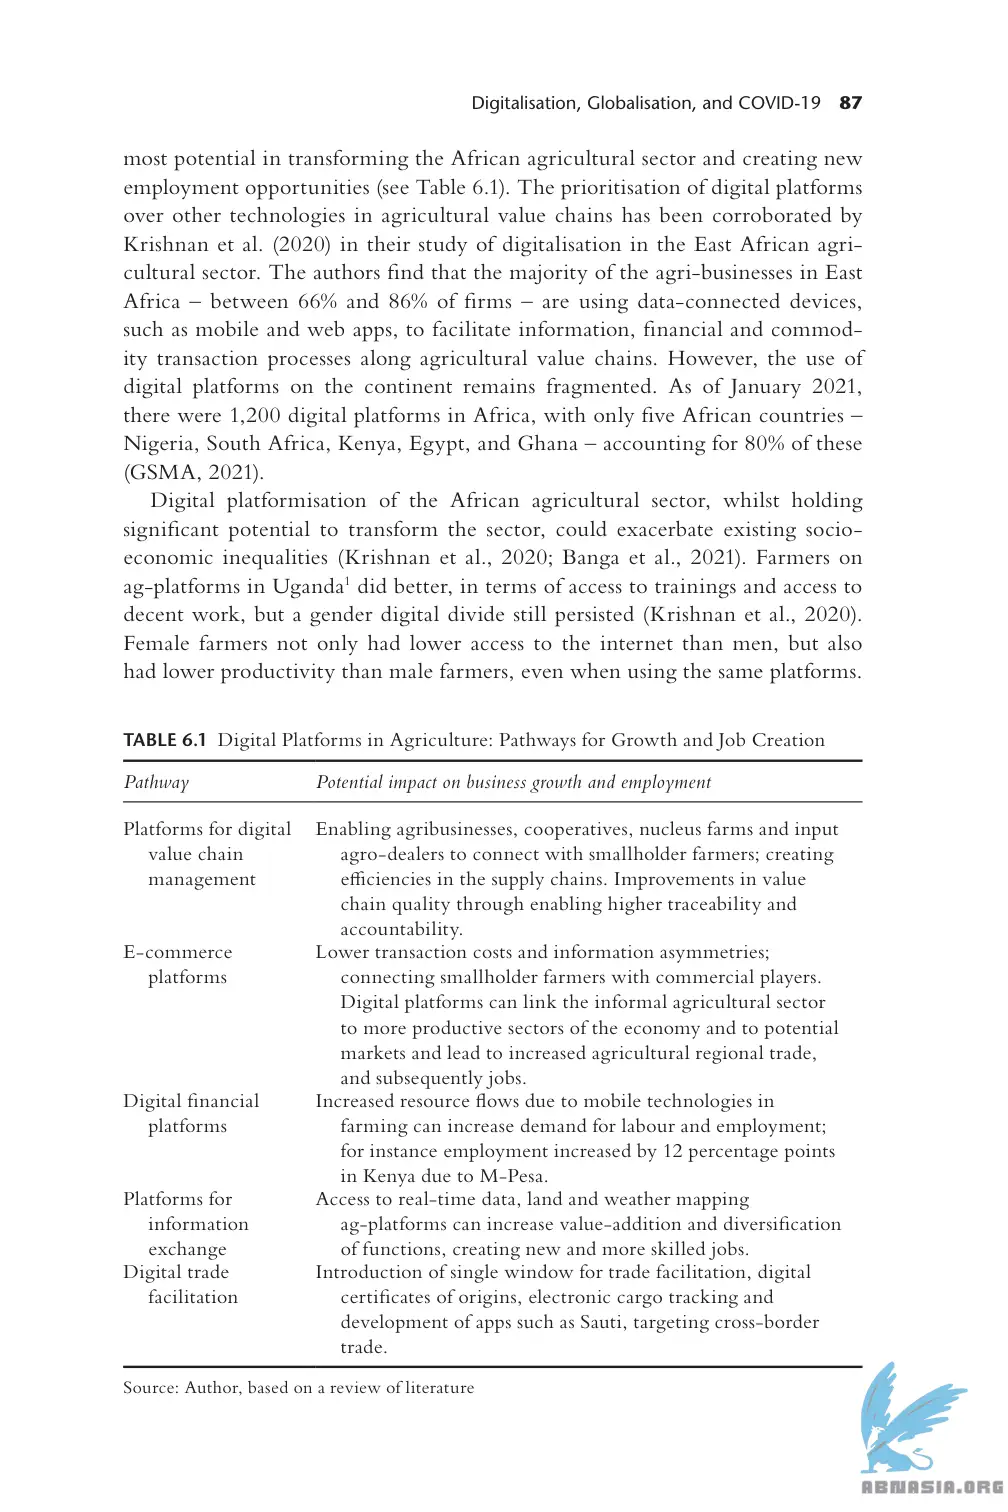 Digitalisation, Globalisation, and COVID-19 87
most potential in transforming the African agricultural sector and creating new
employment opportunities (see Table 6.1). The prioritisation of digital platforms
over other technologies in agricultural value chains has been corroborated by
Krishnan et al. (2020) in their study of digitalisation in the East African agri-
cultural sector. The authors find that the majority of the agri-businesses in East
Africa – between 66% and 86% of firms – are using data-connected devices,
such as mobile and web apps, to facilitate information, financial and commod-
ity transaction processes along agricultural value chains. However, the use of
digital platforms on the continent remains fragmented. As of January 2021,
there were 1,200 digital platforms in Africa, with only five African countries –
Nigeria, South Africa, Kenya, Egypt, and Ghana – accounting for 80% of these
(GSMA, 2021).
Digital platformisation of the African agricultural sector, whilst holding
significant potential to transform the sector, could exacerbate existing socio-
economic inequalities (Krishnan et al., 2020; Banga et al., 2021). Farmers on
ag-platforms in Uganda1 did better, in terms of access to trainings and access to
decent work, but a gender digital divide still persisted (Krishnan et al., 2020).
Female farmers not only had lower access to the internet than men, but also
had lower productivity than male farmers, even when using the same platforms.
TABLE 6.1 Digital Platforms in Agriculture: Pathways for Growth and Job Creation
Pathway Potential impact on business growth and employment
Platforms for digital Enabling agribusinesses, cooperatives, nucleus farms and input
value chain agro-dealers to connect with smallholder farmers; creating
management efficiencies in the supply chains. Improvements in value
chain quality through enabling higher traceability and
accountability.
E-commerce Lower transaction costs and information asymmetries;
platforms connecting smallholder farmers with commercial players.
Digital platforms can link the informal agricultural sector
to more productive sectors of the economy and to potential
markets and lead to increased agricultural regional trade,
and subsequently jobs.
Digital financial Increased resource flows due to mobile technologies in
platforms farming can increase demand for labour and employment;
for instance employment increased by 12 percentage points
in Kenya due to M-Pesa.
Platforms for Access to real-time data, land and weather mapping
information ag-platforms can increase value-addition and diversification
exchange of functions, creating new and more skilled jobs.
Digital trade Introduction of single window for trade facilitation, digital
facilitation certificates of origins, electronic cargo tracking and
development of apps such as Sauti, targeting cross-border
trade.
Source: Author, based on a review of literature
ABNASIA.ORG